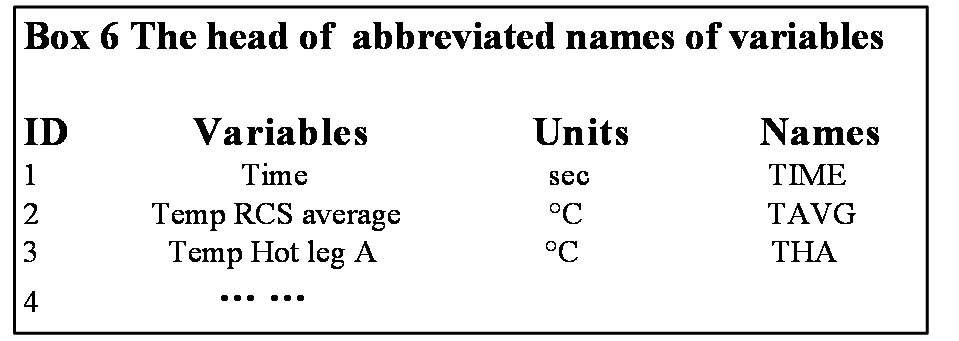 Box 6 The head of abbreviated names of variables
ID Variables Units Names
1 Time sec TIME
2 Temp RCS average °C TAVG
3 Temp Hot leg A °C THA
4 ... ...